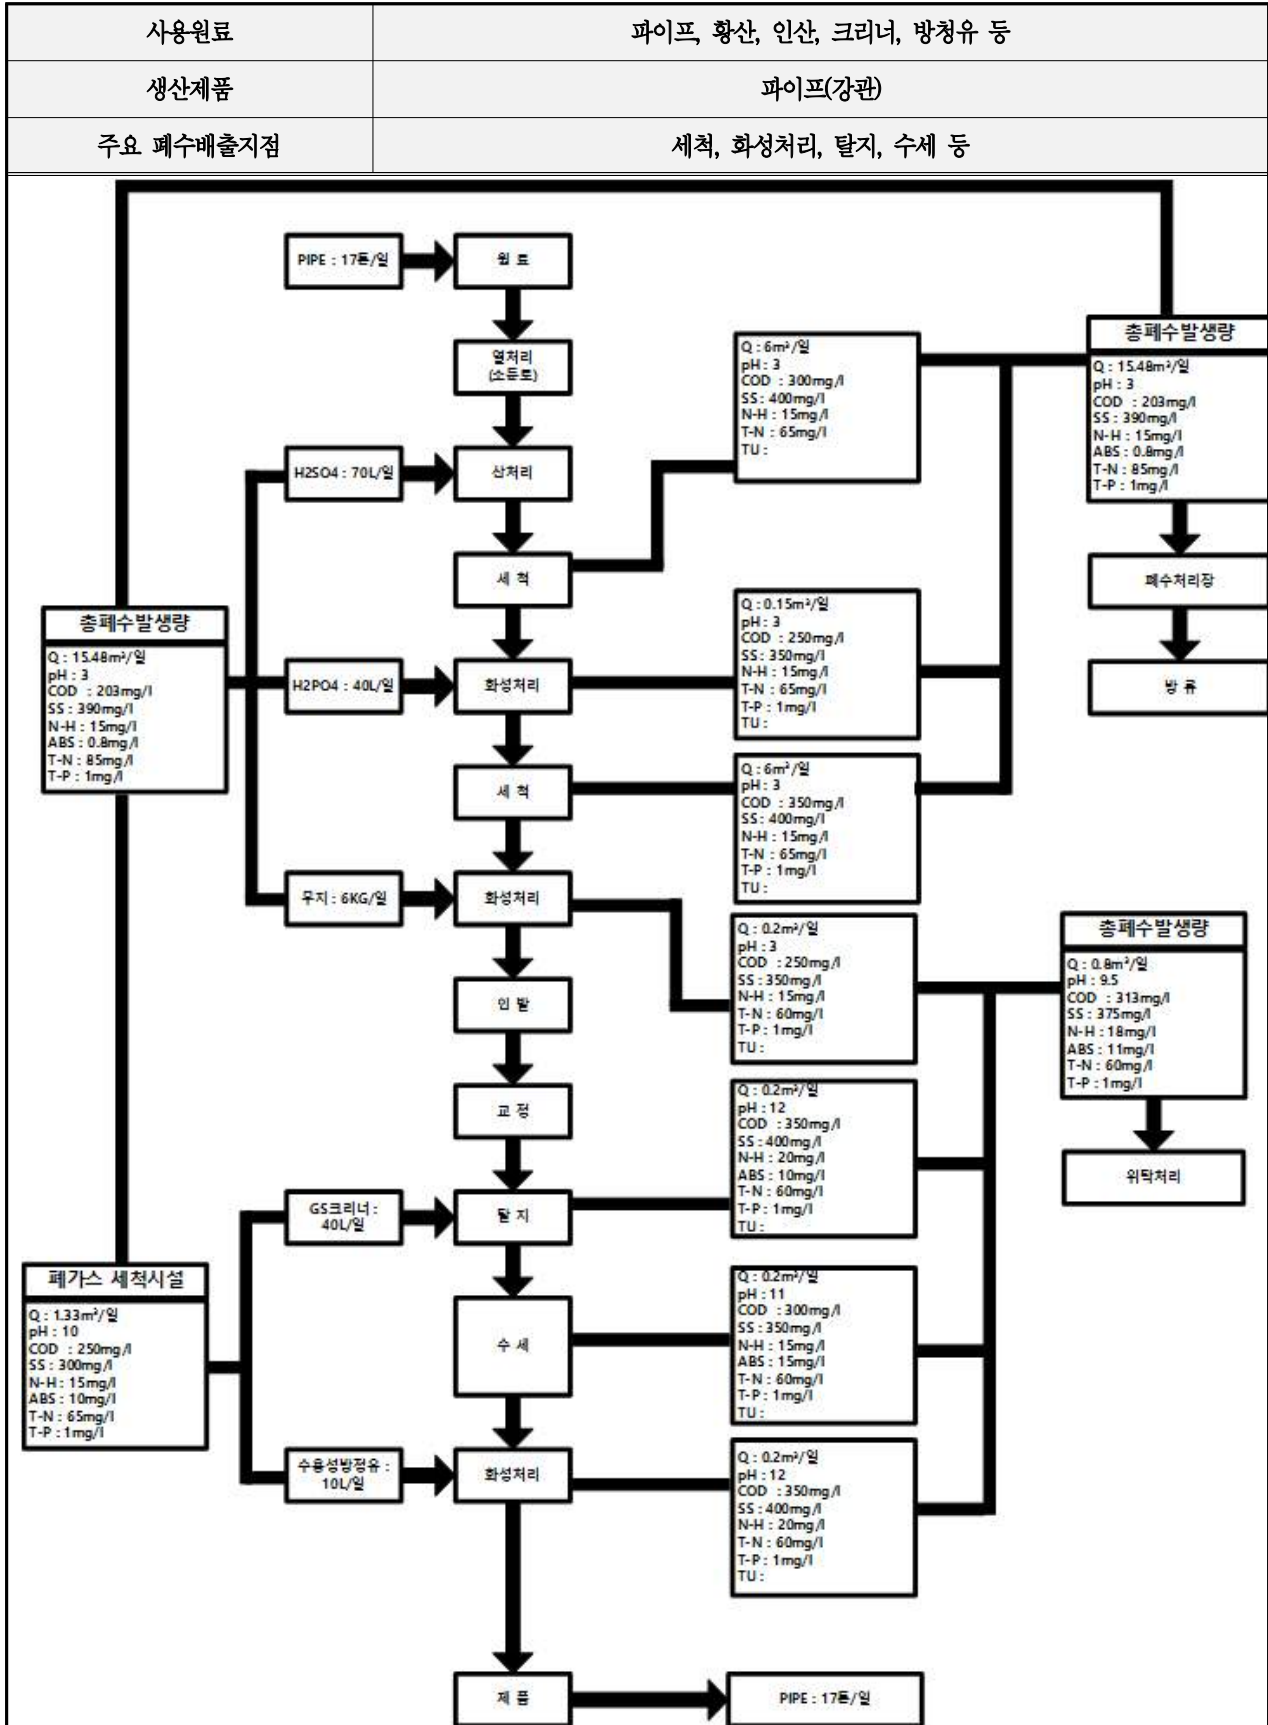 사용원료
파이프, 황산, 인산, 크리너, 방청유 등
생산제품
파이프(강관)
주요 폐수배출지점
세척, 화성처리, 탈지, 수세 등
PIPE : 17톤/일
원 료
열처리
(소둔로)
H2SO4 : 70L/일
산처리
세 척
H2PO4 : 40L/일
화성처리
세 척
무지 : 6KG/일
화성처리
인 발
교 정
GS크리너 :
40L/일
탈 지
수 세
수용성방청유 :
10L/일
화성처리
제 품
PIPE : 17톤/일
총폐수발생량
Q : 15.48m³/일
pH : 3
COD : 203mg/l
SS : 390mg/l
N-H : 15mg/l
ABS : 0.8mg/l
T-N : 85mg/l
T-P : 1mg/l
폐가스 세척시설
Q : 1.33m³/일
pH : 10
COD : 250mg/l
SS : 300mg/l
N-H : 15mg/l
ABS : 10mg/l
T-N : 65mg/l
T-P : 1mg/l
Q : 6m³/일
pH : 3
COD : 300mg/l
SS : 400mg/l
N-H : 15mg/l
T-N : 65mg/l
TU :
Q : 0.15m³/일
pH : 3
COD : 250mg/l
SS : 350mg/l
N-H : 15mg/l
T-N : 65mg/l
T-P : 1mg/l
TU :
Q : 6m³/일
pH : 3
COD : 350mg/l
SS : 400mg/l
N-H : 15mg/l
T-N : 65mg/l
T-P : 1mg/l
TU :
Q : 0.2m³/일
pH : 3
COD : 250mg/l
SS : 350mg/l
N-H : 15mg/l
T-N : 60mg/l
T-P : 1mg/l
TU :
Q : 0.2m³/일
pH : 12
COD : 350mg/l
SS : 400mg/l
N-H : 20mg/l
ABS : 10mg/l
T-N : 60mg/l
T-P : 1mg/l
TU :
Q : 0.2m³/일
pH : 11
COD : 300mg/l
SS : 350mg/l
N-H : 15mg/l
ABS : 15mg/l
T-N : 60mg/l
T-P : 1mg/l
TU :
Q : 0.2m³/일
pH : 12
COD : 350mg/l
SS : 400mg/l
N-H : 20mg/l
T-N : 60mg/l
T-P : 1mg/l
TU :
총폐수발생량
Q : 15.48m³/일
pH : 3
COD : 203mg/l
SS : 390mg/l
N-H : 15mg/l
ABS : 0.8mg/l
T-N : 85mg/l
T-P : 1mg/l
폐수처리장
방 류
총폐수발생량
Q : 0.8m³/일
pH : 9.5
COD : 313mg/l
SS : 375mg/l
N-H : 18mg/l
ABS : 11mg/l
T-N : 60mg/l
T-P : 1mg/l
위탁처리